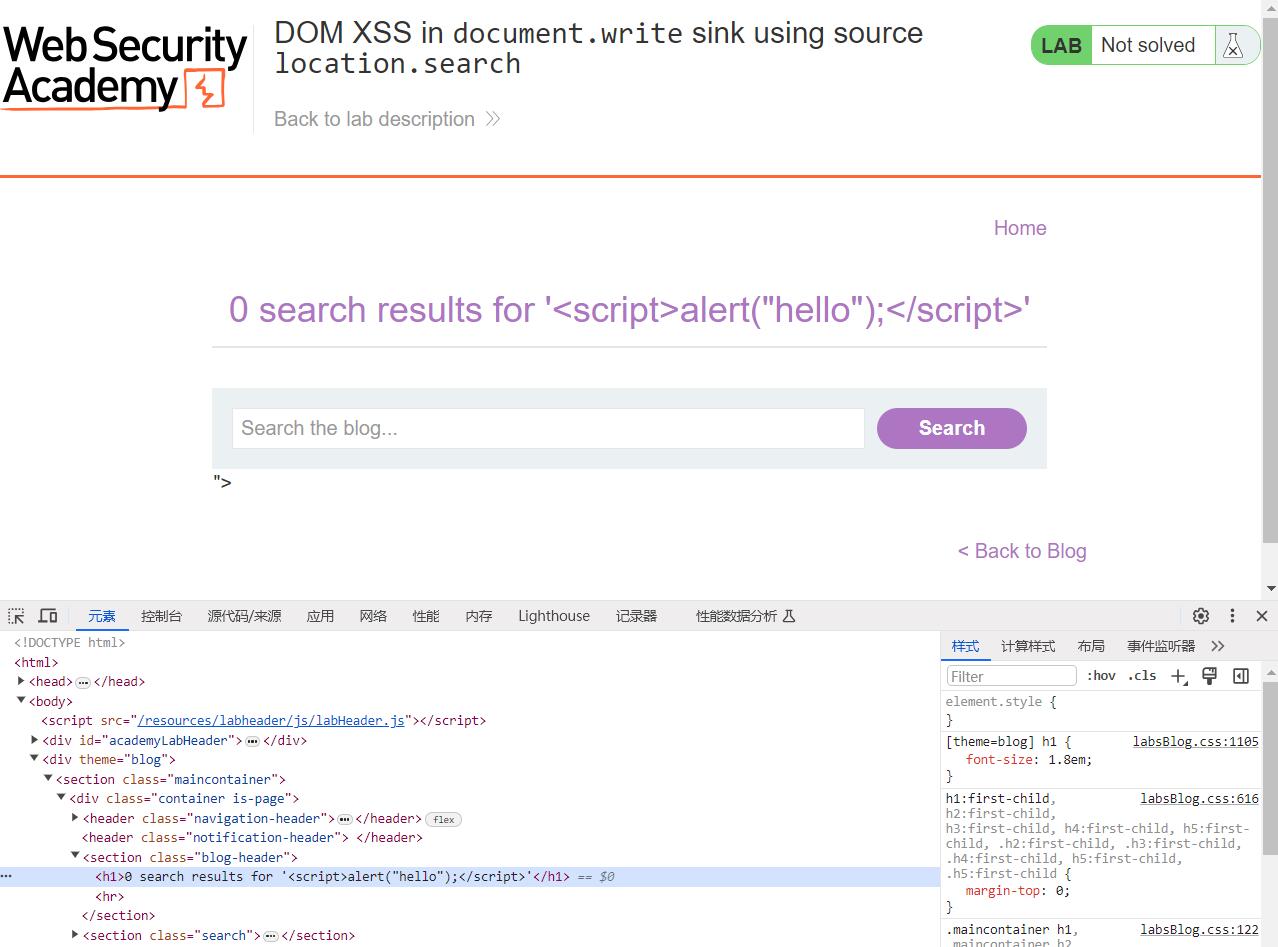 Web Security
Academy
DOM XSS in document.write sink using source
location.search
LAB Not solved
Back to lab description
Home
0 search results for '<script>alert("hello");</script>'
Search the blog...
Search
">
< Back to Blog
元素 控制台 源代码/来源 应用 网络 性能 内存 Lighthouse 记录器 性能数据分析
<!DOCTYPE html>
<html>
<head>…</head>
<body>
<script src="/resources/labheader/js/labHeader.js"></script>
<div id="academyLabHeader">…</div>
<div theme="blog">
<section class="maincontainer">
<div class="container is-page">
<header class="navigation-header">…</header> flex
<header class="notification-header"> </header>
<section class="blog-header">
… <h1>0 search results for '<script>alert("hello");</script>'</h1> == $0
<hr>
</section>
<section class="search">…</section>
样式 计算样式 布局 事件监听器
Filter :hov .cls
element.style {
}
[theme=blog] h1 { labsBlog.css:1105
font-size: 1.8em;
}
h1:first-child, labsBlog.css:616
h2:first-child,
h3:first-child, h4:first-child, h5:first-
child, .h2:first-child, .h3:first-child,
.h4:first-child, h5:first-child,
.h5:first-child {
margin-top: 0;
}
.maincontainer h1, labsBlog.css:122
maincontainer h2